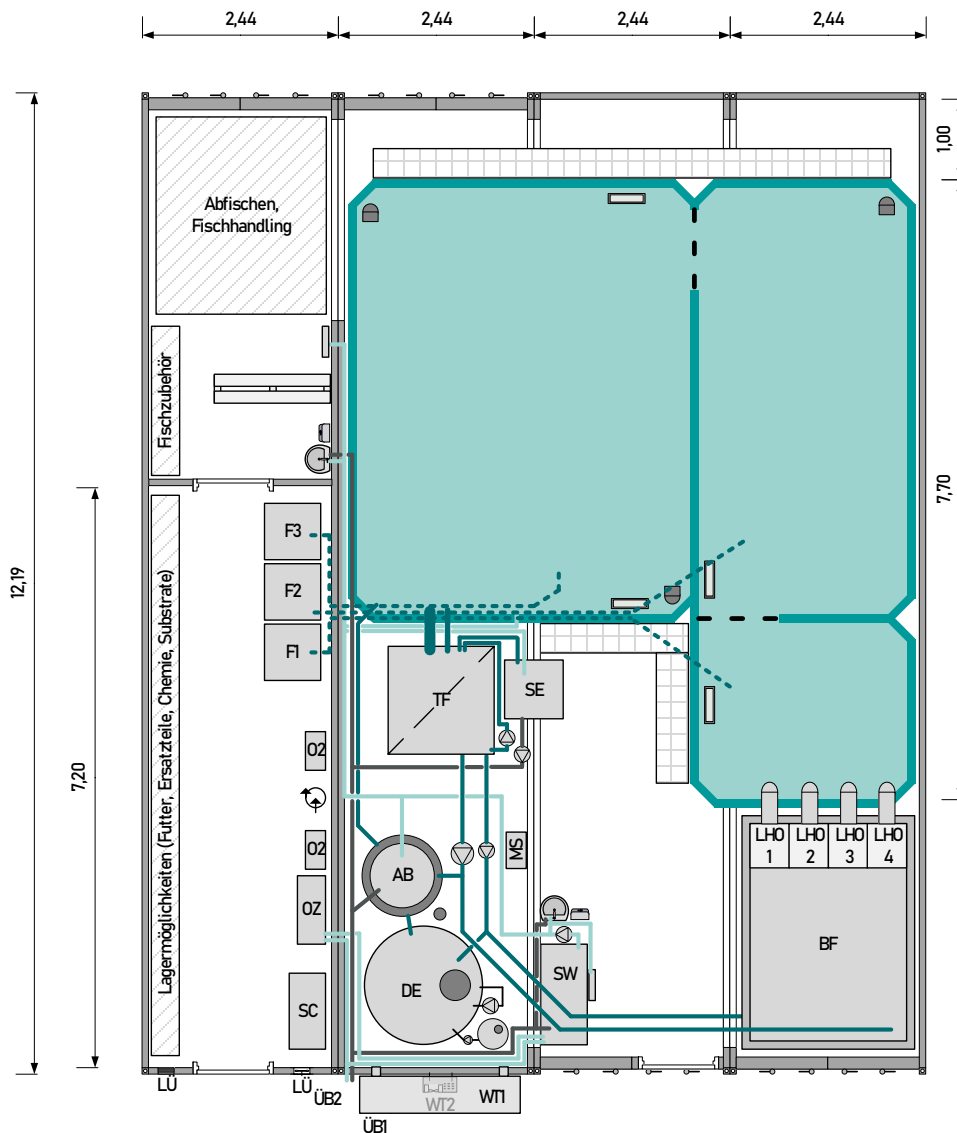 2,44
2,44
2,44
2,44
12,19
1,00
7,70
7,20
Abfischen,
Fischhandling
Fischzubehör
Lagermöglichkeiten (Futter, Ersatzteile, Chemie, Substrate)
F3
F2
F1
TF
SE
O2
O2
MS
AB
OZ
DE
SC
SW
LHO
1
LHO
2
LHO
3
LHO
4
BF
LÜ
LÜ
ÜB2
WT2
WT1
ÜB1